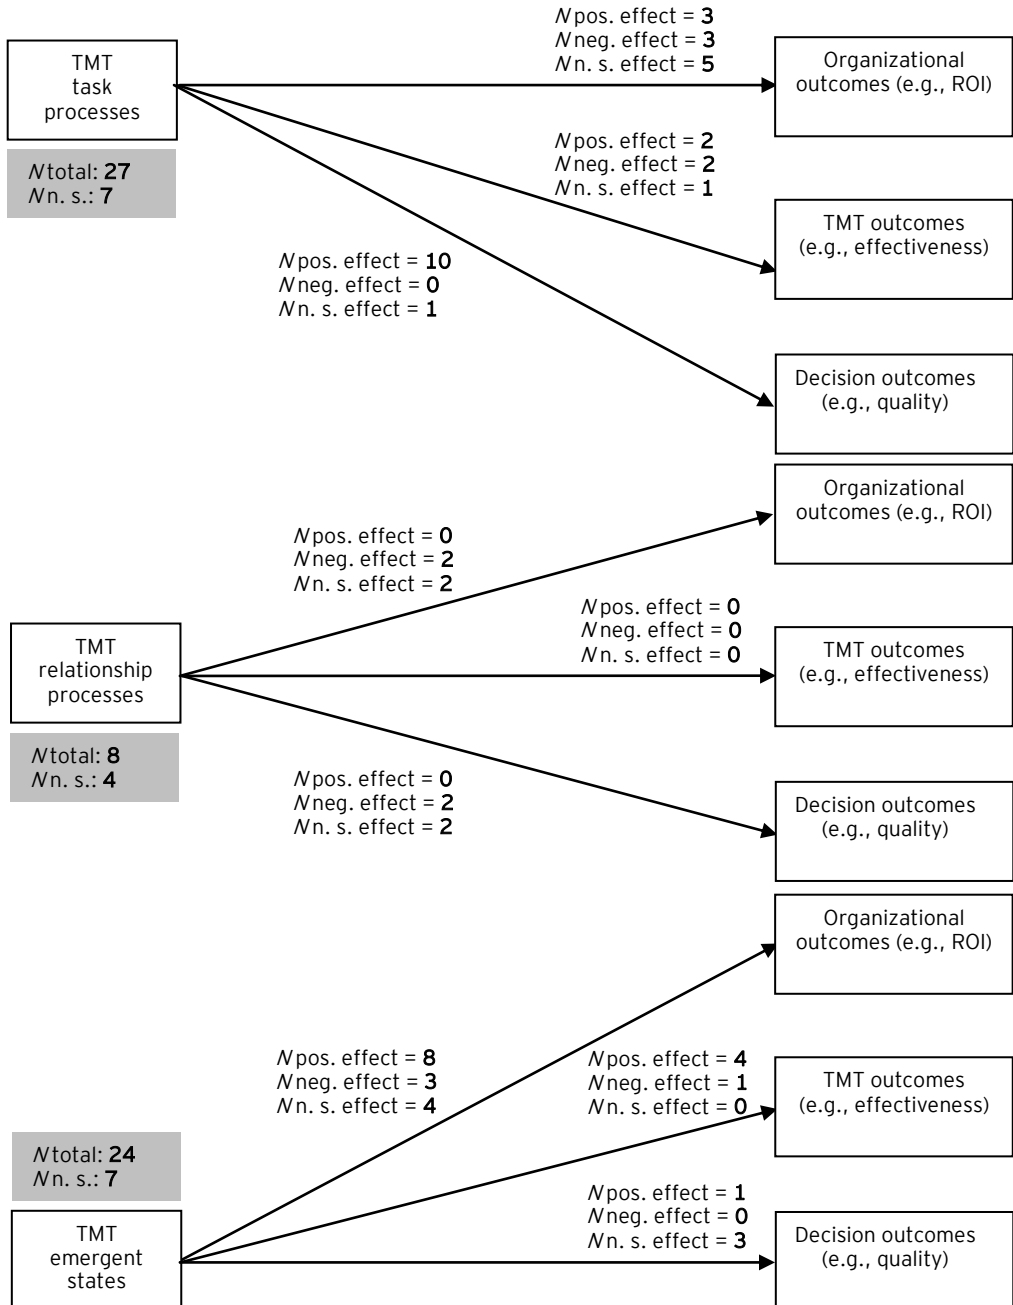 N pos. effect = 3
N neg. effect = 3
N n. s. effect = 5
TMT
task
processes
Organizational
outcomes (e.g., ROI)
N total: 27
N n. s.: 7
N pos. effect = 2
N neg. effect = 2
N n. s. effect = 1
TMT outcomes
(e.g., effectiveness)
N pos. effect = 10
N neg. effect = 0
N n. s. effect = 1
Decision outcomes
(e.g., quality)
Organizational
outcomes (e.g., ROI)
N pos. effect = 0
N neg. effect = 2
N n. s. effect = 2
N pos. effect = 0
N neg. effect = 0
N n. s. effect = 0
TMT
relationship
processes
TMT outcomes
(e.g., effectiveness)
N total: 8
N n. s.: 4
N pos. effect = 0
N neg. effect = 2
N n. s. effect = 2
Decision outcomes
(e.g., quality)
Organizational
outcomes (e.g., ROI)
N pos. effect = 8
N neg. effect = 3
N n. s. effect = 4
N pos. effect = 4
N neg. effect = 1
N n. s. effect = 0
TMT outcomes
(e.g., effectiveness)
N total: 24
N n. s.: 7
TMT
emergent
states
N pos. effect = 1
N neg. effect = 0
N n. s. effect = 3
Decision outcomes
(e.g., quality)